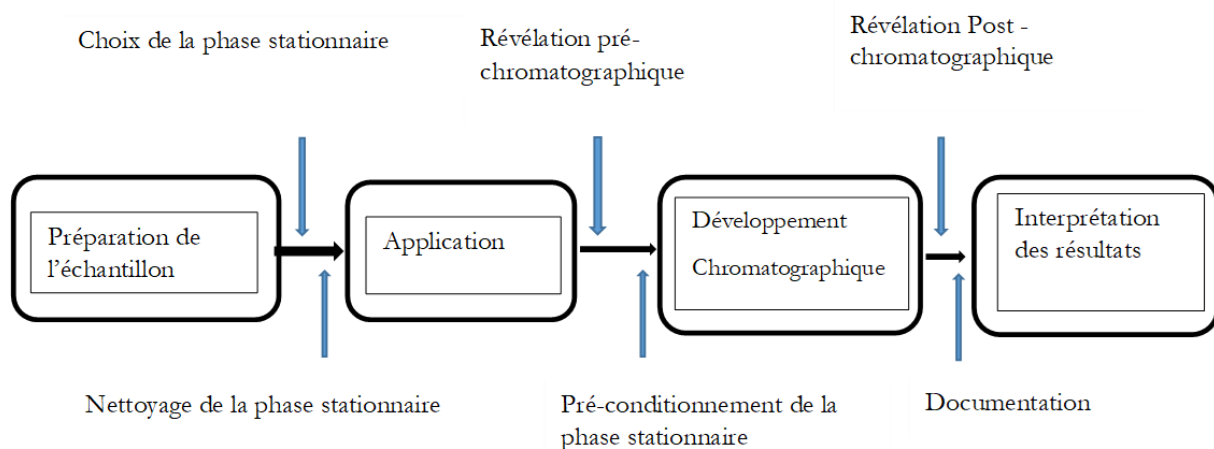 Choix de la phase stationnaire
Révélation pré-
chromatographique
Révélation Post -
chromatographique
Préparation de
l’échantillon
Application
Développement
Chromatographique
Interprétation
des résultats
Nettoyage de la phase stationnaire
Pré-conditionnement de la
phase stationnaire
Documentation